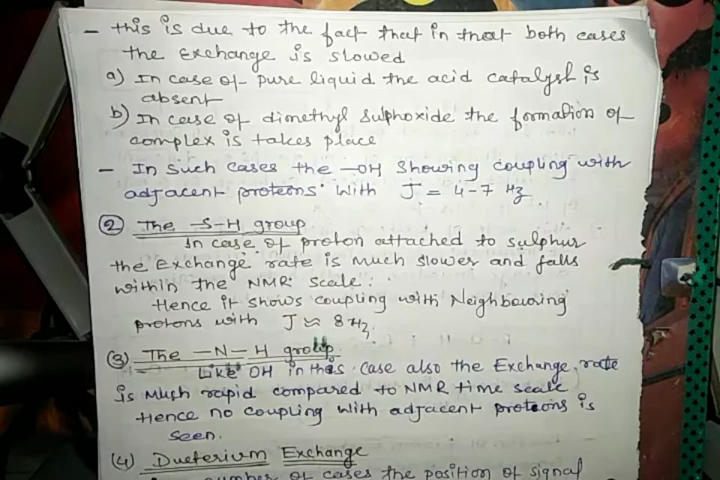 - this is due to the fact that in that both cases
the Exchange is slowed
a) In case of pure liquid the acid catalysh is
absent
b) In case of dimethyl sulphoxide the formation of
complex is takes place
- In such cases the -OH Showing coupling with
adjacent proteons with J = 4-7 Hz
② The -S-H group
In case of proton attached to sulphur
the Exchange rate is much slower and falls
within the NMR scale.
Hence it shows coupling with Neighbouring
protons with J ≈ 8 Hz,
(3) The -N-H group
Like OH in this case also the Exchange rate
is Much rapid compared to NMR time scale
Hence no coupling with adjacent proteons is
seen.
(4) Dueterium Exchange
number of cases the position of signal